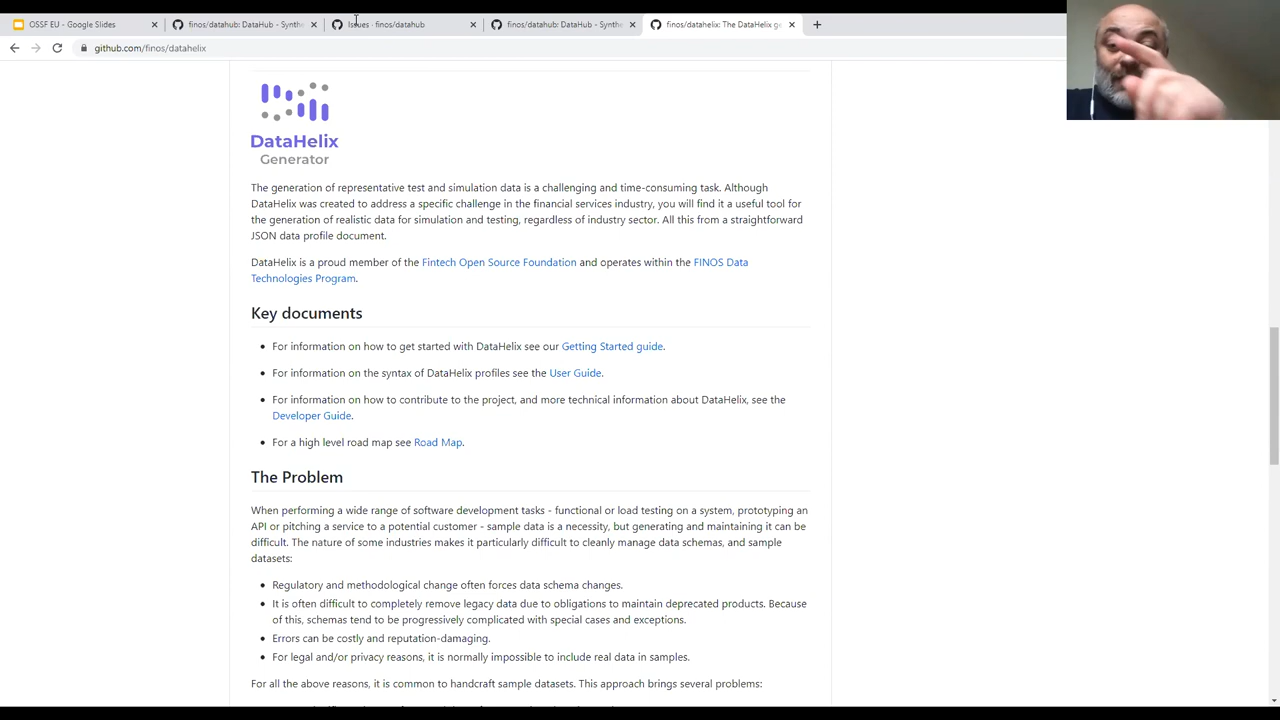 OSSF EU - Google Slides
finos/datahub: DataHub - Synthe
Issues · finos/datahub
finos/datahub: DataHub - Synthe
finos/datahelix: The DataHelix ge
github.com/finos/datahelix
DataHelix
Generator
The generation of representative test and simulation data is a challenging and time-consuming task. Although
DataHelix was created to address a specific challenge in the financial services industry, you will find it a useful tool for
the generation of realistic data for simulation and testing, regardless of industry sector. All this from a straightforward
JSON data profile document.
DataHelix is a proud member of the Fintech Open Source Foundation and operates within the FINOS Data
Technologies Program.
Key documents
For information on how to get started with DataHelix see our Getting Started guide.
For information on the syntax of DataHelix profiles see the User Guide.
For information on how to contribute to the project, and more technical information about DataHelix, see the
Developer Guide.
For a high level road map see Road Map.
The Problem
When performing a wide range of software development tasks - functional or load testing on a system, prototyping an
API or pitching a service to a potential customer - sample data is a necessity, but generating and maintaining it can be
difficult. The nature of some industries makes it particularly difficult to cleanly manage data schemas, and sample
datasets:
Regulatory and methodological change often forces data schema changes.
It is often difficult to completely remove legacy data due to obligations to maintain deprecated products. Because
of this, schemas tend to be progressively complicated with special cases and exceptions.
Errors can be costly and reputation-damaging.
For legal and/or privacy reasons, it is normally impossible to include real data in samples.
For all the above reasons, it is common to handcraft sample datasets. This approach brings several problems: